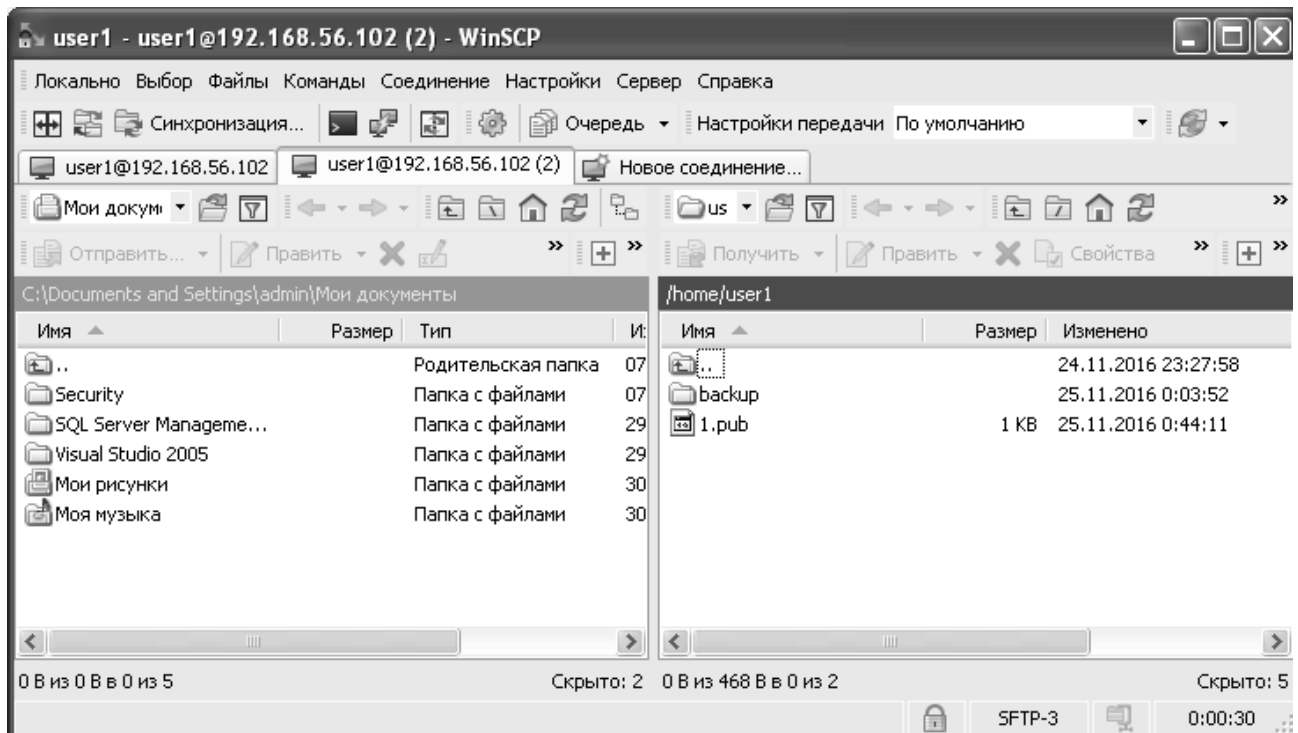 user1 - user1@192.168.56.102 (2) - WinSCP
Локально Выбор Файлы Команды Соединение Настройки Сервер Справка
Синхронизация... Очередь Настройки передачи По умолчанию
user1@192.168.56.102 user1@192.168.56.102 (2) Новое соединение...
Мои докум us »
Отправить... Править » » Получить Править Свойства » »
C:\Documents and Settings\admin\Мои документы /home/user1
Имя Размер Тип И: Имя Размер Изменено
.. Родительская папка 07 .. 24.11.2016 23:27:58
Security Папка с файлами 07 backup 25.11.2016 0:03:52
SQL Server Manageme... Папка с файлами 29 1.pub 1 KB 25.11.2016 0:44:11
Visual Studio 2005 Папка с файлами 29
Мои рисунки Папка с файлами 30
Моя музыка Папка с файлами 30
0 B из 0 B в 0 из 5 Скрыто: 2 0 B из 468 B в 0 из 2 Скрыто: 5
SFTP-3 0:00:30